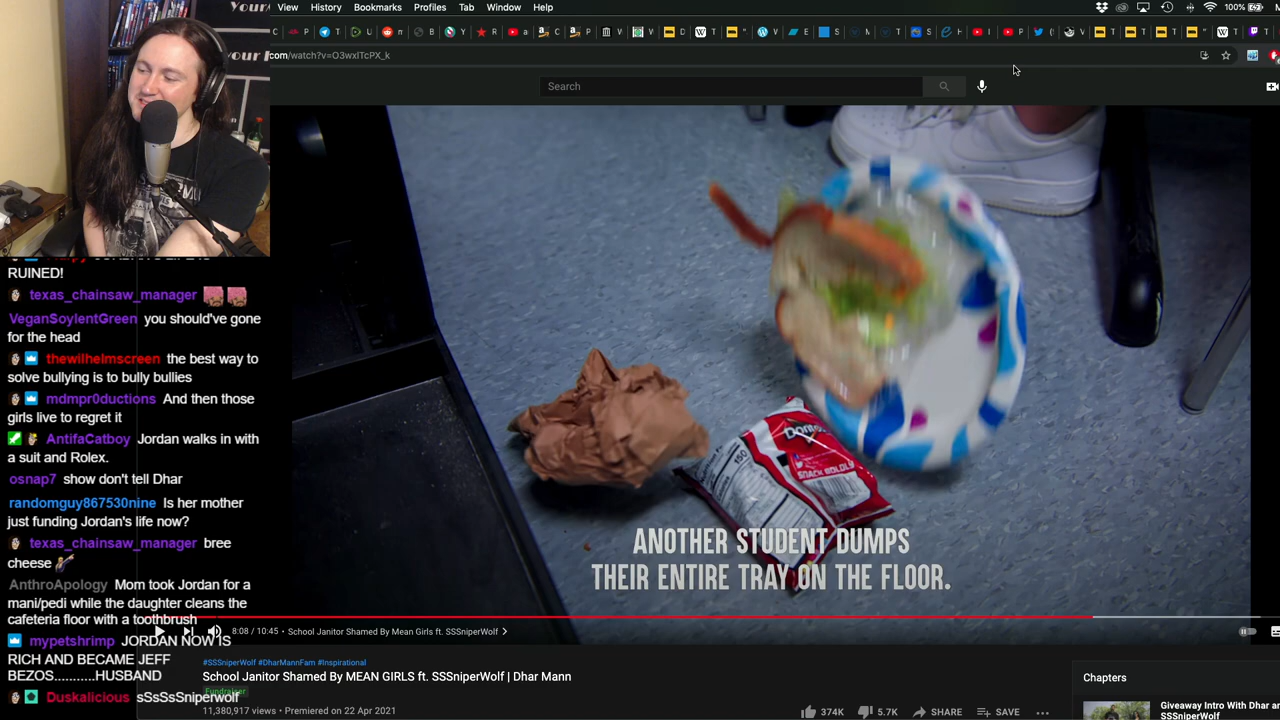 View History Bookmarks Profiles Tab Window Help 100%
com/watch?v=O3wxITcPX_k
Search
RUINED!
texas_chainsaw_manager
VeganSoylentGreen you should've gone
for the head
thewilhelmscreen the best way to
solve bullying is to bully bullies
mdmpr0ductions And then those
girls live to regret it
AntifaCatboy Jordan walks in with
a suit and Rolex.
osnap7 show don't tell Dhar
randomguy867530nine Is her mother
just funding Jordan's life now?
texas_chainsaw_manager bree
cheese
AnthroApology Mom took Jordan for a
mani/pedi while the daughter cleans the
cafeteria floor with a toothbrush
mypetshrimp JORDAN NOW IS
RICH AND BECAME JEFF
BEZOS...........HUSBAND
Duskalicious sSsSsSniperwolf
Doritos
SNACK BOLDLY
150
ANOTHER STUDENT DUMPS
THEIR ENTIRE TRAY ON THE FLOOR.
8:08 / 10:45 • School Janitor Shamed By Mean Girls ft. SSSniperWolf
#SSSniperWolf #DharMannFam #Inspirational
School Janitor Shamed By MEAN GIRLS ft. SSSniperWolf | Dhar Mann
Fundraiser
11,380,917 views • Premiered on 22 Apr 2021
374K 5.7K SHARE SAVE
Chapters
Giveaway Intro With Dhar
SSSniperWolf